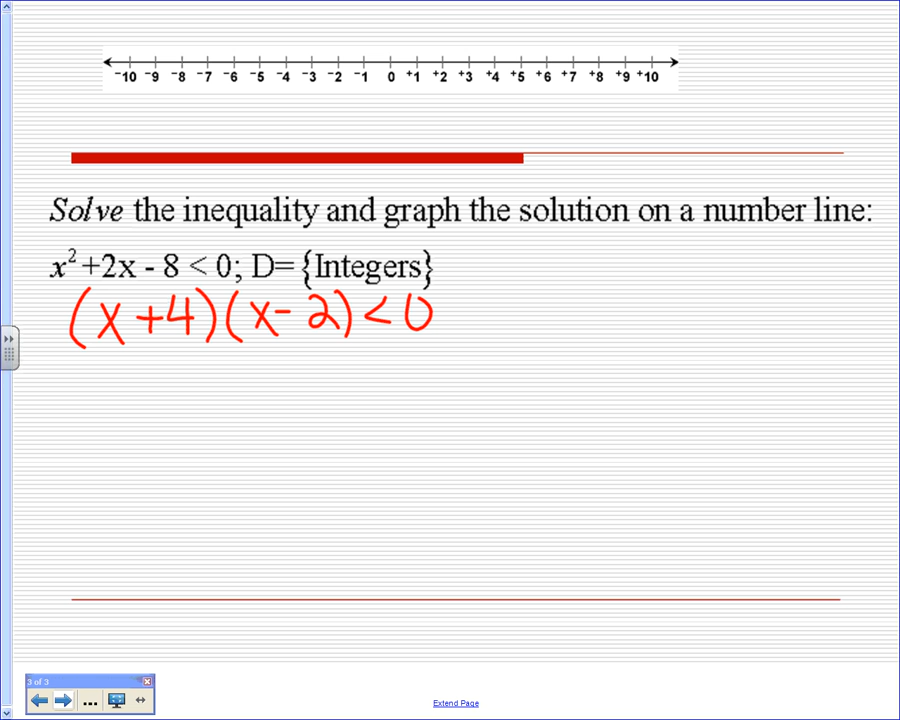 ⁻10 ⁻9 ⁻8 ⁻7 ⁻6 ⁻5 ⁻4 ⁻3 ⁻2 ⁻1 0 ⁺1 ⁺2 ⁺3 ⁺4 ⁺5 ⁺6 ⁺7 ⁺8 ⁺9 ⁺10
Solve the inequality and graph the solution on a number line:
x² +2x - 8 < 0; D= {Integers}
(x + 4) (x - 2) < 0
3 of 3
...
Extend Page